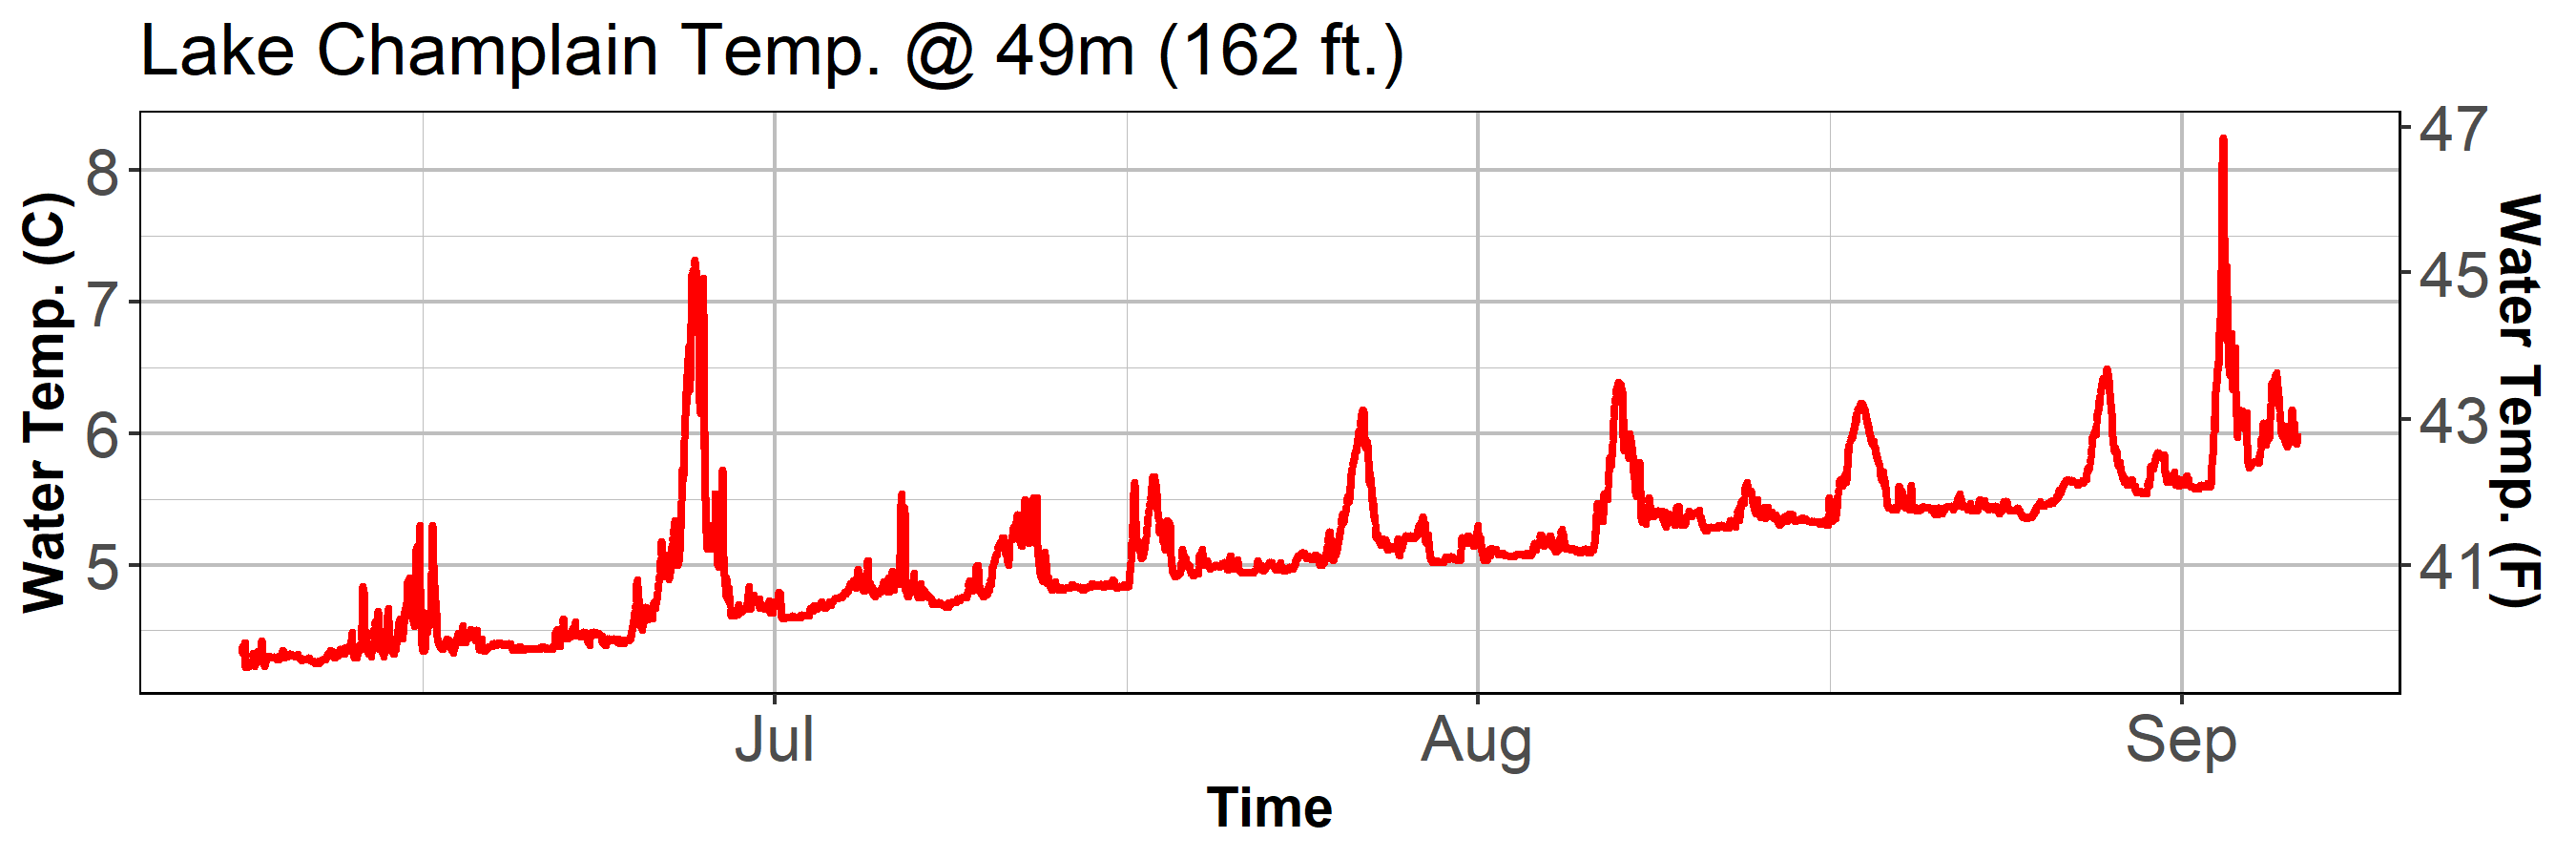 Lake Champlain Temp. @ 49m (162 ft.)
Water Temp. (C)
8
7
6
5
47
45
43
41
Water Temp. (F)
Jul
Aug
Sep
Time